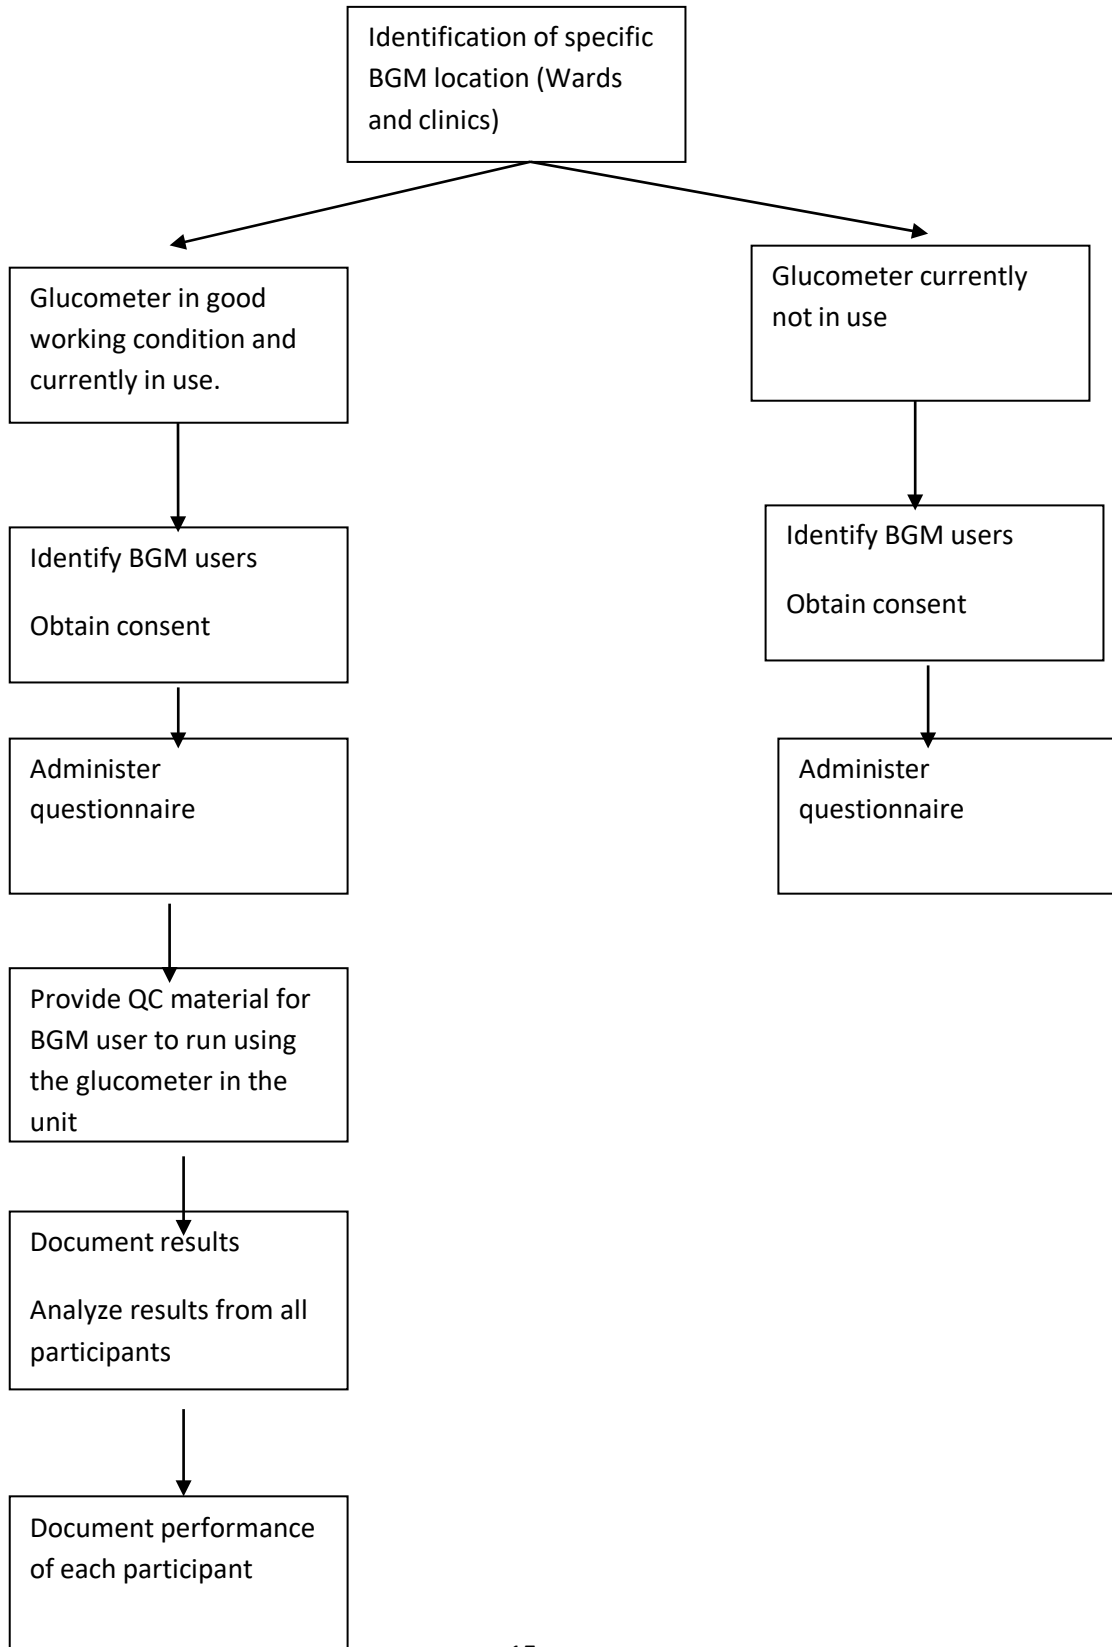 Identification of specific
BGM location (Wards
and clinics)
Glucometer in good
working condition and
currently in use.
Glucometer currently
not in use
Identify BGM users
Obtain consent
Identify BGM users
Obtain consent
Administer
questionnaire
Administer
questionnaire
Provide QC material for
BGM user to run using
the glucometer in the
unit
Document results
Analyze results from all
participants
Document performance
of each participant